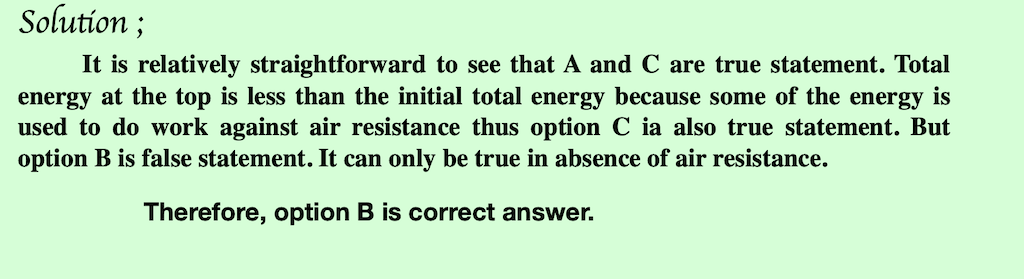 Solution ;
It is relatively straightforward to see that A and C are true statement. Total
energy at the top is less than the initial total energy because some of the energy is
used to do work against air resistance thus option C ia also true statement. But
option B is false statement. It can only be true in absence of air resistance.
Therefore, option B is correct answer.